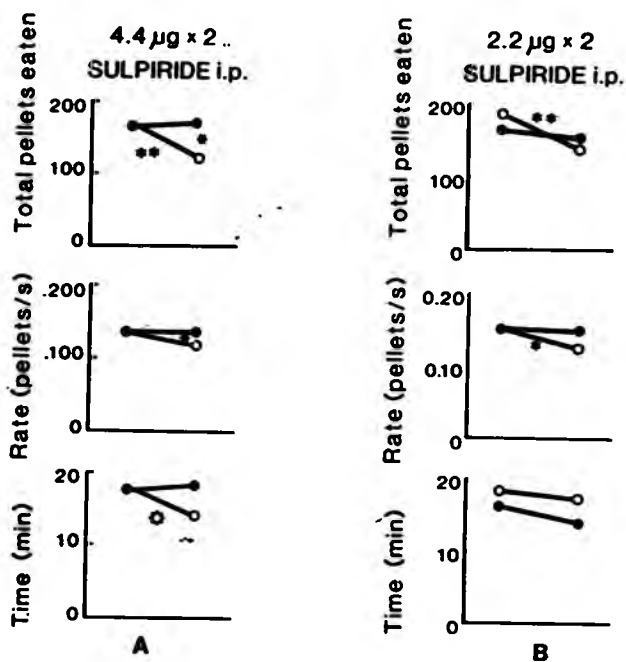 4.4 µg × 2 ..
SULPIRIDE i.p.
Total pellets eaten
200
100
0
**
*
Rate (pellets/s)
.200
.100
0
*
Time (min)
20
10
0
A
2.2 µg × 2
SULPIRIDE i.p.
Total pellets eaten
200
100
0
**
Rate (pellets/s)
0.20
0.10
0
*
Time (min)
20
10
0
B